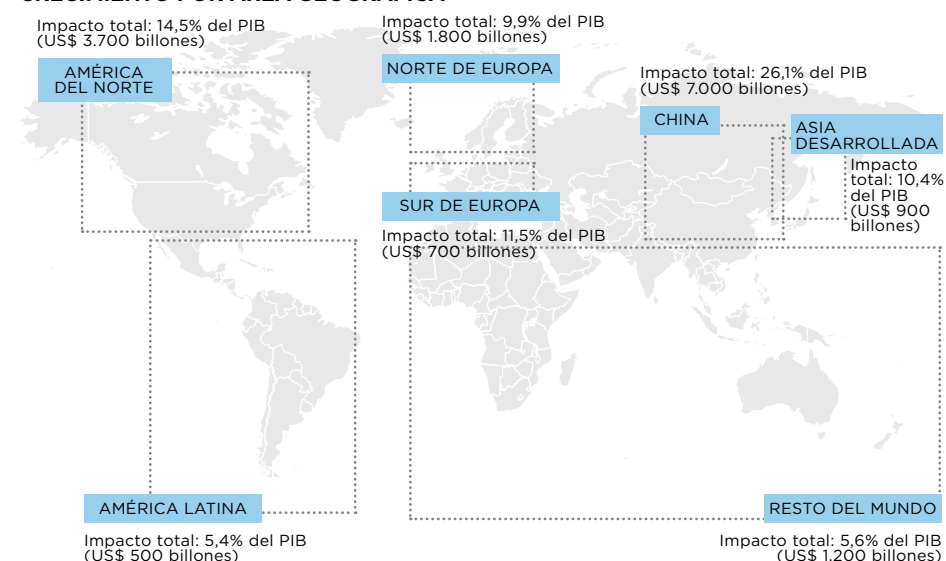 CRECIMIENTO POR ÁREA GEOGRÁFICA
Impacto total: 14,5% del PIB
(US$ 3.700 billones)
AMÉRICA
DEL NORTE
Impacto total: 9,9% del PIB
(US$ 1.800 billones)
NORTE DE EUROPA
Impacto total: 26,1% del PIB
(US$ 7.000 billones)
CHINA
ASIA
DESARROLLADA
Impacto
total: 10,4%
del PIB
(US$ 900
billones)
SUR DE EUROPA
Impacto total: 11,5% del PIB
(US$ 700 billones)
AMÉRICA LATINA
Impacto total: 5,4% del PIB
(US$ 500 billones)
RESTO DEL MUNDO
Impacto total: 5,6% del PIB
(US$ 1.200 billones)